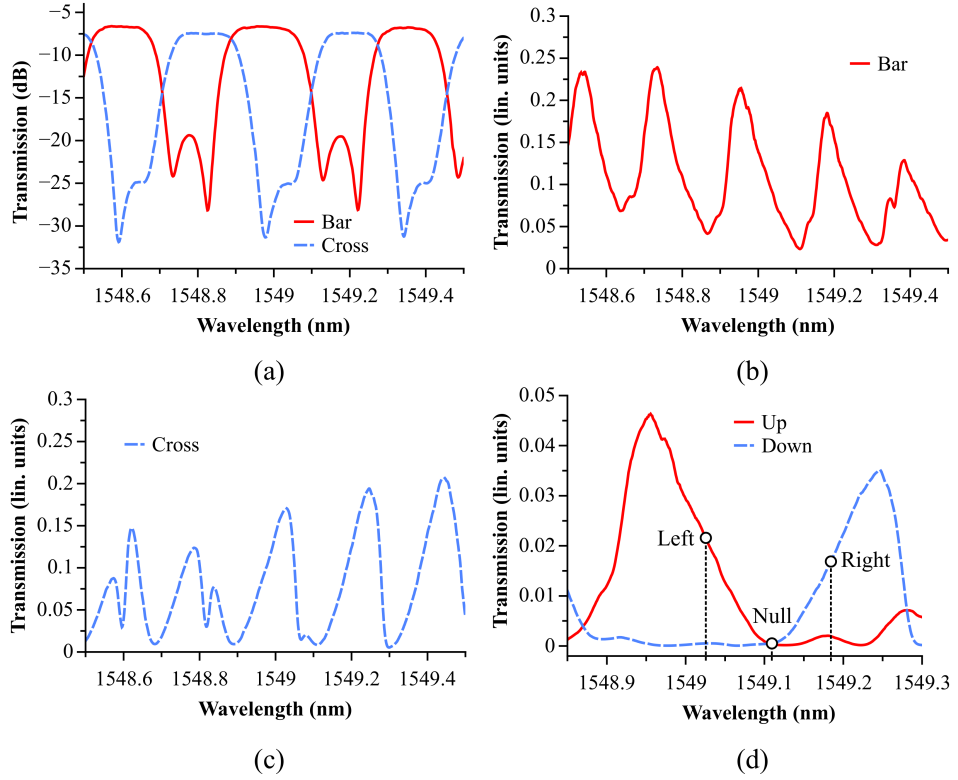 Transmission (dB)
−5
−10
−15
−20
−25
−30
−35
Bar
Cross
1548.6 1548.8 1549 1549.2 1549.4
Wavelength (nm)
(a)
Transmission (lin. units)
0.3
0.25
0.2
0.15
0.1
0.05
0
Bar
1548.6 1548.8 1549 1549.2 1549.4
Wavelength (nm)
(b)
Transmission (lin. units)
0.3
0.25
0.2
0.15
0.1
0.05
0
Cross
1548.6 1548.8 1549 1549.2 1549.4
Wavelength (nm)
(c)
Transmission (lin. units)
0.05
0.04
0.03
0.02
0.01
0
Up
Down
Left
Right
Null
1548.9 1549 1549.1 1549.2 1549.3
Wavelength (nm)
(d)